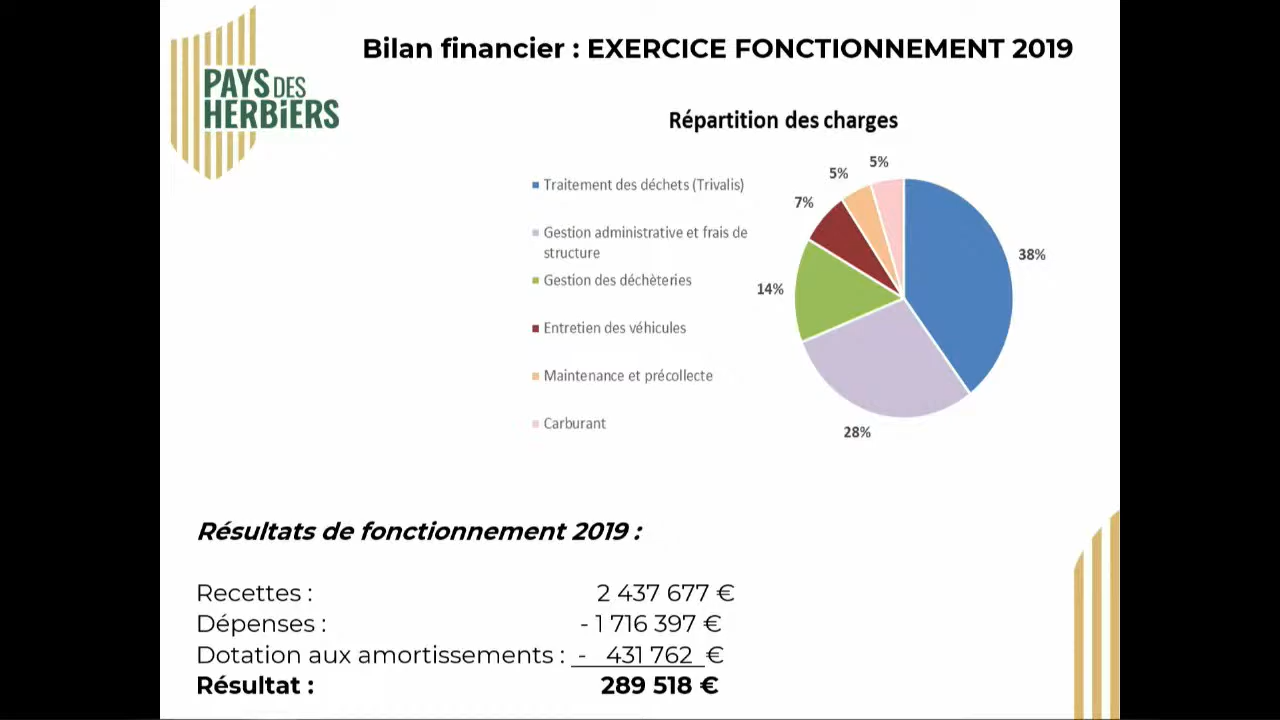 Bilan financier : EXERCICE FONCTIONNEMENT 2019
PAYS DES
HERBiERS
Répartition des charges
Traitement des déchets (Trivalis)
Gestion administrative et frais de
structure
Gestion des déchèteries
Entretien des véhicules
Maintenance et précollecte
Carburant
5%
5%
7%
38%
14%
28%
Résultats de fonctionnement 2019 :
Recettes : 2 437 677 €
Dépenses : - 1 716 397 €
Dotation aux amortissements : - 431 762 €
Résultat : 289 518 €